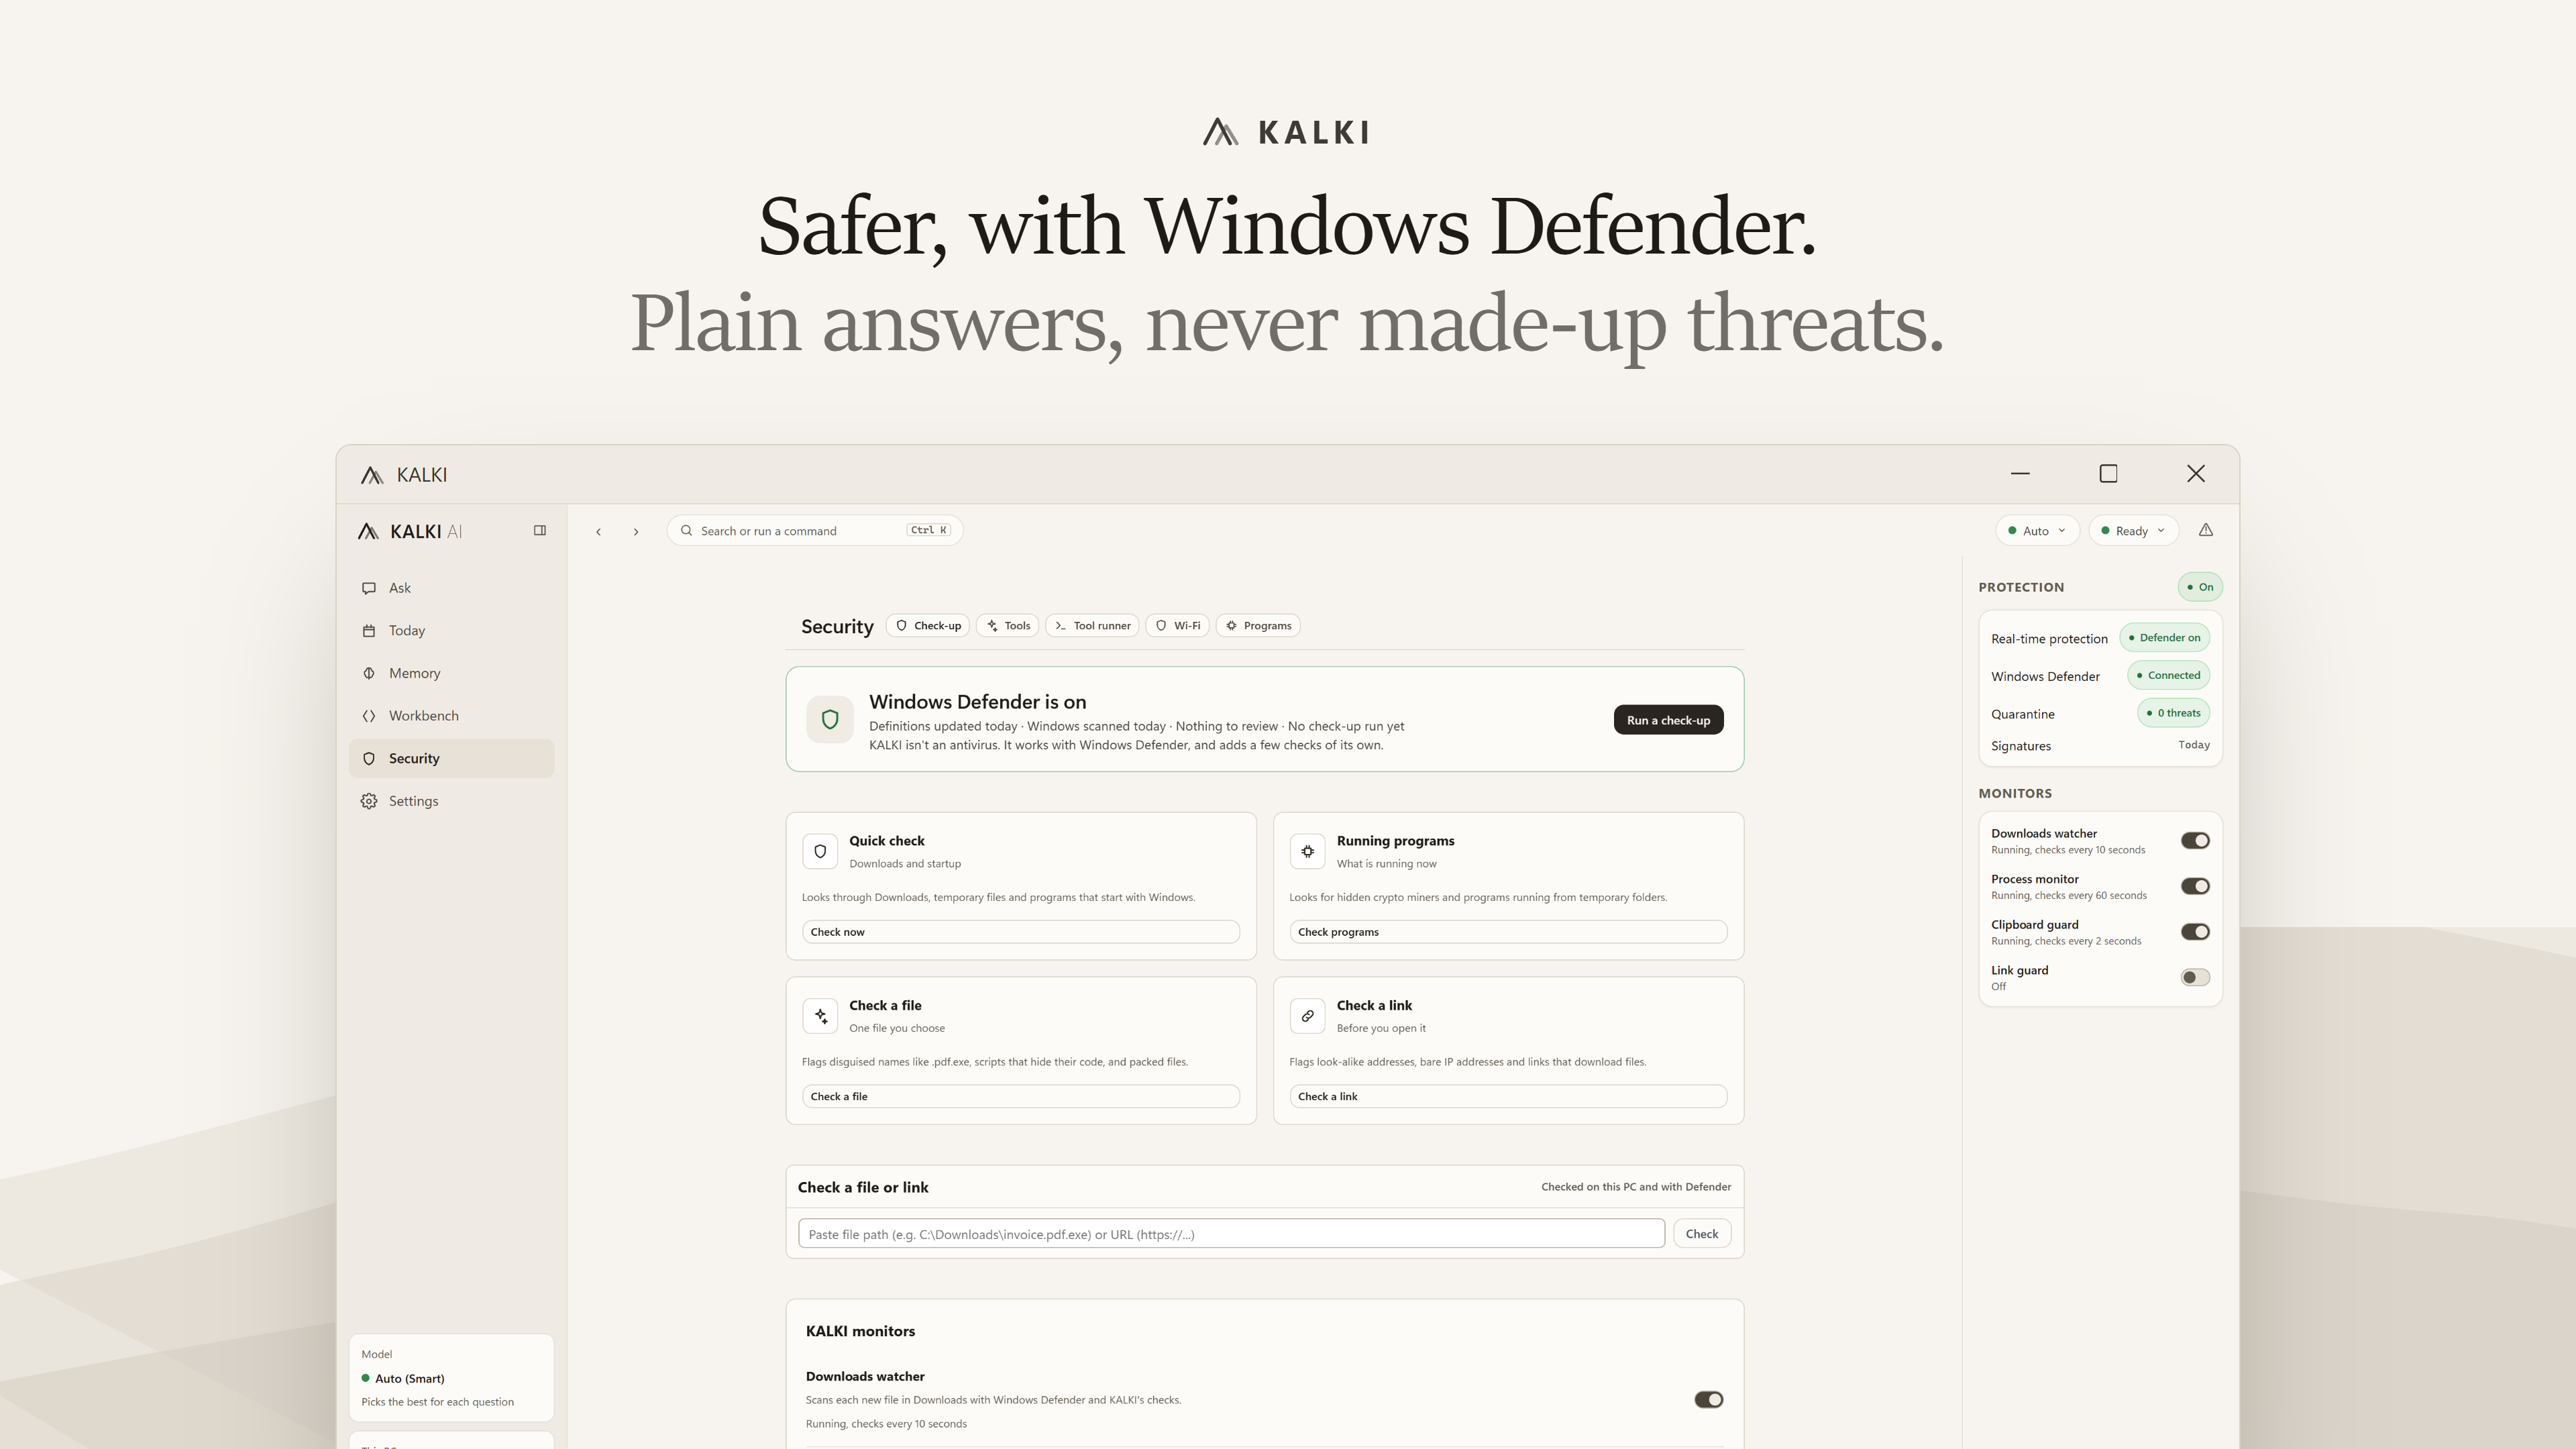 KALKI
Safer, with Windows Defender.
Plain answers, never made-up threats.
KALKI
KALKI AI
Search or run a command
Ctrl K
Auto
Ready
Ask
Today
Memory
Workbench
Security
Settings
Model
Auto (Smart)
Picks the best for each question
Security
Check-up
Tools
Tool runner
Wi-Fi
Programs
Windows Defender is on
Definitions updated today · Windows scanned today · Nothing to review · No check-up run yet
KALKI isn't an antivirus. It works with Windows Defender, and adds a few checks of its own.
Run a check-up
Quick check
Downloads and startup
Looks through Downloads, temporary files and programs that start with Windows.
Check now
Running programs
What is running now
Looks for hidden crypto miners and programs running from temporary folders.
Check programs
Check a file
One file you choose
Flags disguised names like .pdf.exe, scripts that hide their code, and packed files.
Check a file
Check a link
Before you open it
Flags look-alike addresses, bare IP addresses and links that download files.
Check a link
Check a file or link
Checked on this PC and with Defender
Paste file path (e.g. C:\Downloads\invoice.pdf.exe) or URL (https://...)
Check
KALKI monitors
Downloads watcher
Scans each new file in Downloads with Windows Defender and KALKI's checks.
Running, checks every 10 seconds
PROTECTION
On
Real-time protection
Defender on
Windows Defender
Connected
Quarantine
0 threats
Signatures
Today
MONITORS
Downloads watcher
Running, checks every 10 seconds
Process monitor
Running, checks every 60 seconds
Clipboard guard
Running, checks every 2 seconds
Link guard
Off